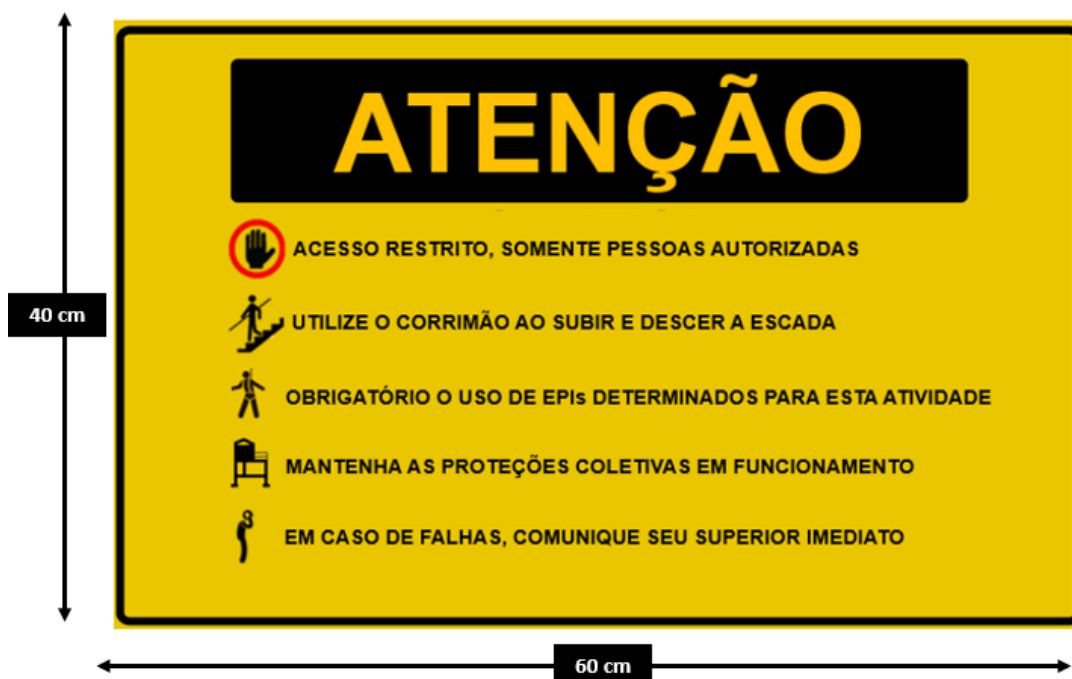 ATENÇÃO
ACESSO RESTRITO, SOMENTE PESSOAS AUTORIZADAS
UTILIZE O CORRIMÃO AO SUBIR E DESCER A ESCADA
40 cm
OBRIGATÓRIO O USO DE EPIs DETERMINADOS PARA ESTA ATIVIDADE
MANTENHA AS PROTEÇÕES COLETIVAS EM FUNCIONAMENTO
EM CASO DE FALHAS, COMUNIQUE SEU SUPERIOR IMEDIATO
60 cm